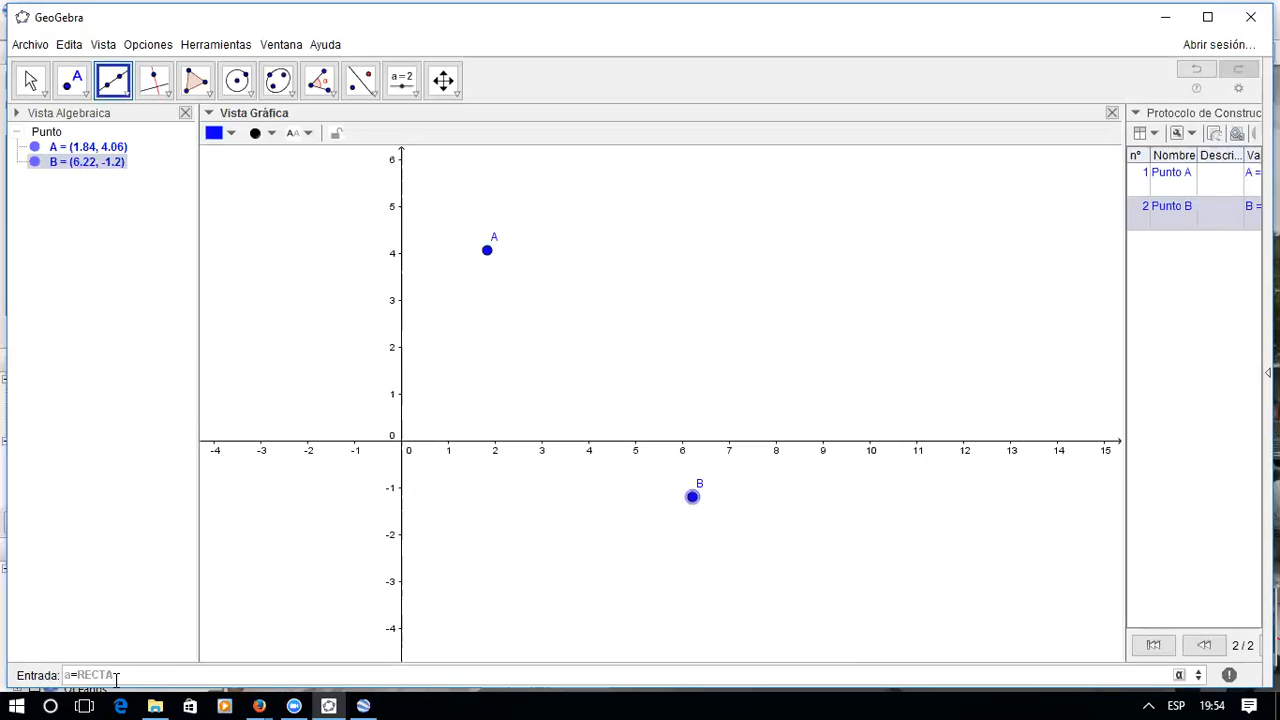 GeoGebra
Archivo Edita Vista Opciones Herramientas Ventana Ayuda Abrir sesión...
A α a=2
Vista Algebraica Vista Gráfica Protocolo de Construc
AA
Punto
A = (1.84, 4.06)
B = (6.22, -1.2)
nº Nombre Descri... Va
1 Punto A A =
2 Punto B B =
6
5
A
4
3
2
1
0
-4 -3 -2 -1 0 1 2 3 4 5 6 7 8 9 10 11 12 13 14 15
B
-1
-2
-3
-4
2 / 2
Entrada: a=RECTA α
Océanos
ESP 19:54